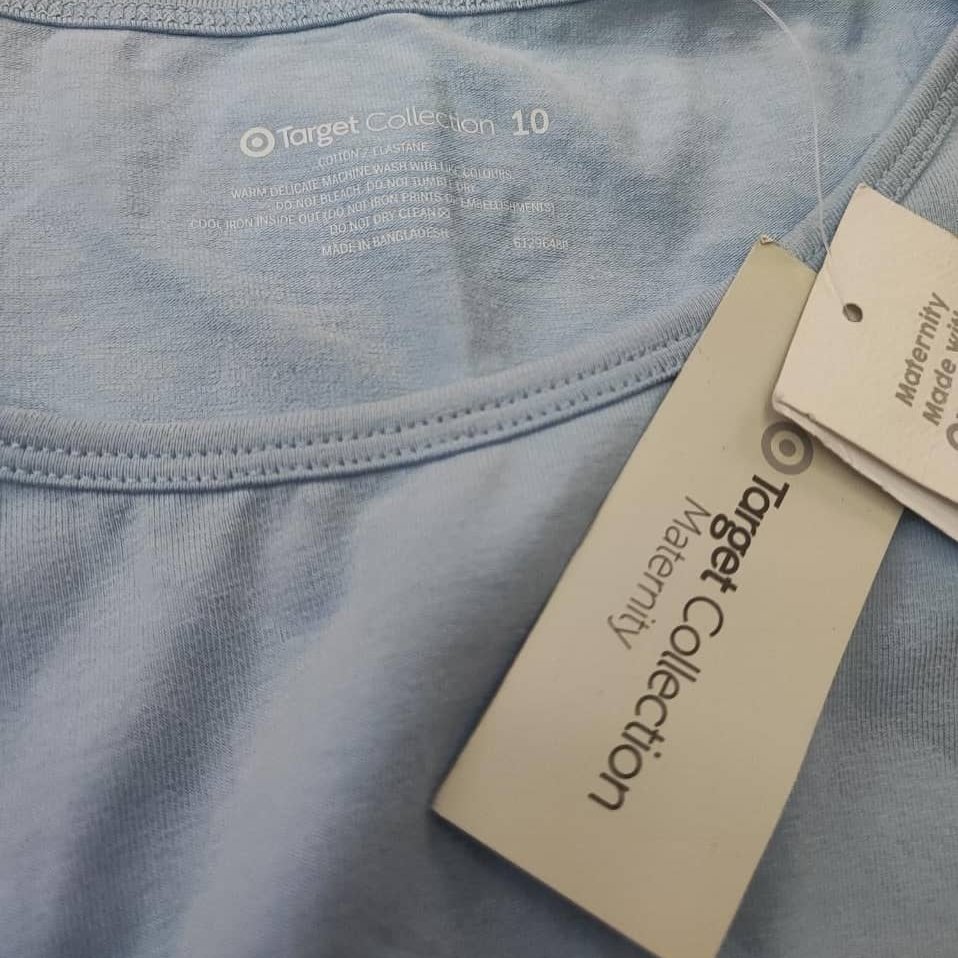 Target Collection 10
COTTON / ELASTANE
WARM DELICATE MACHINE WASH WITH LIKE COLOURS
DO NOT BLEACH. DO NOT TUMBLE DRY
COOL IRON INSIDE OUT (DO NOT IRON PRINTS OR EMBELLISHMENTS)
DO NOT DRY CLEAN
MADE IN BANGLADESH
Target Collection
Maternity
Maternity
Made